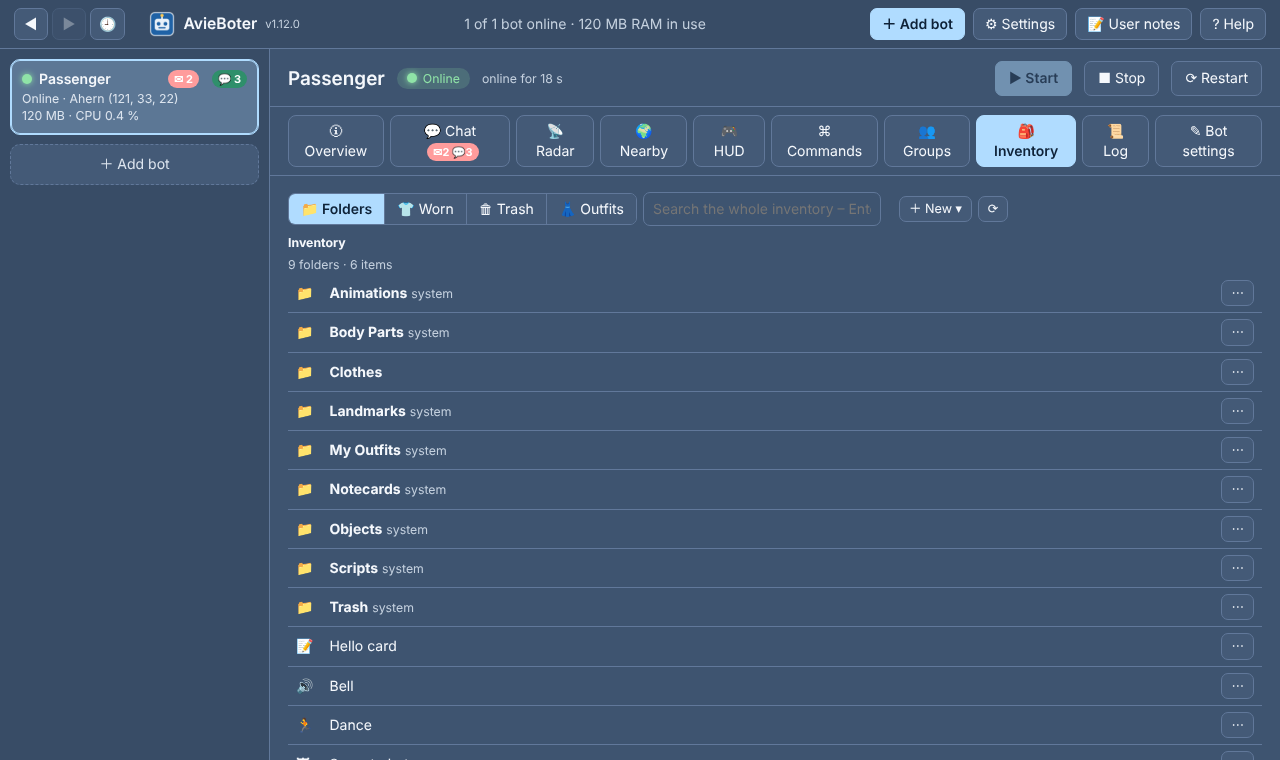 AvieBoter v1.12.0
1 of 1 bot online · 120 MB RAM in use
+ Add bot
Settings
User notes
? Help
Passenger
2
3
Online · Ahern (121, 33, 22)
120 MB · CPU 0.4 %
+ Add bot
Passenger
Online
online for 18 s
Start
Stop
Restart
Overview
Chat
2 3
Radar
Nearby
HUD
Commands
Groups
Inventory
Log
Bot settings
Folders
Worn
Trash
Outfits
Search the whole inventory – Ent
+ New
Inventory
9 folders · 6 items
Animations system
Body Parts system
Clothes
Landmarks system
My Outfits system
Notecards system
Objects system
Scripts system
Trash system
Hello card
Bell
Dance